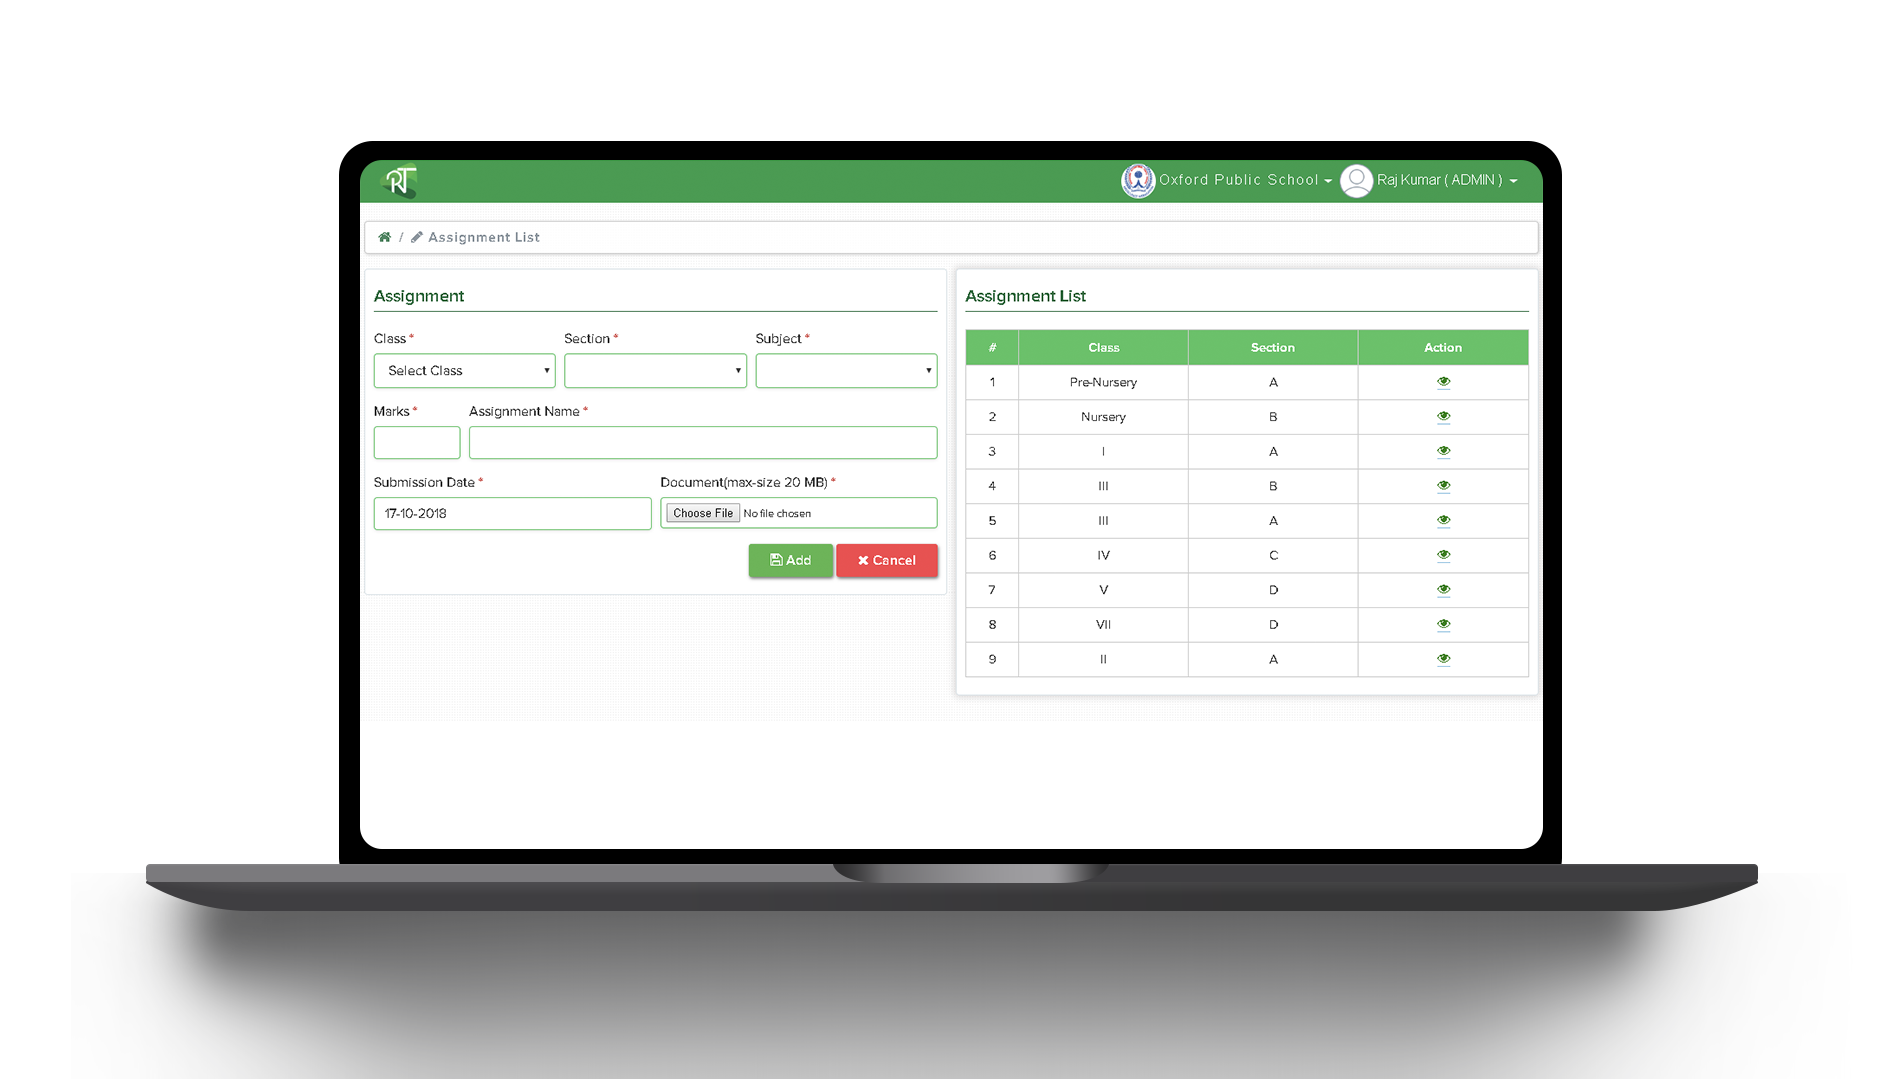 RT
Oxford Public School
Raj Kumar ( ADMIN )
/ Assignment List
Assignment
Class *
Section *
Subject *
Select Class
Marks *
Assignment Name *
Submission Date *
Document(max-size 20 MB) *
17-10-2018
Choose File No file chosen
Add
Cancel
Assignment List
# Class Section Action
1 Pre-Nursery A
2 Nursery B
3 I A
4 III B
5 III A
6 IV C
7 V D
8 VII D
9 II A